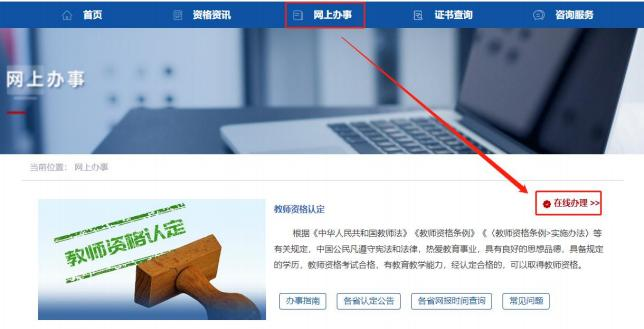 首页 资格资讯 网上办事 证书查询 咨询服务
网上办事
当前位置： 网上办事
教师资格认定
教师资格认定
在线办理 >>
根据《中华人民共和国教师法》《教师资格条例》《〈教师资格条例>实施办法》等
有关规定，中国公民凡遵守宪法和法律，热爱教育事业，具有良好的思想品德，具备规定
的学历，教师资格考试合格，有教育教学能力，经认定合格的，可以取得教师资格。
办事指南 各省认定公告 各省网报时间查询 常见问题